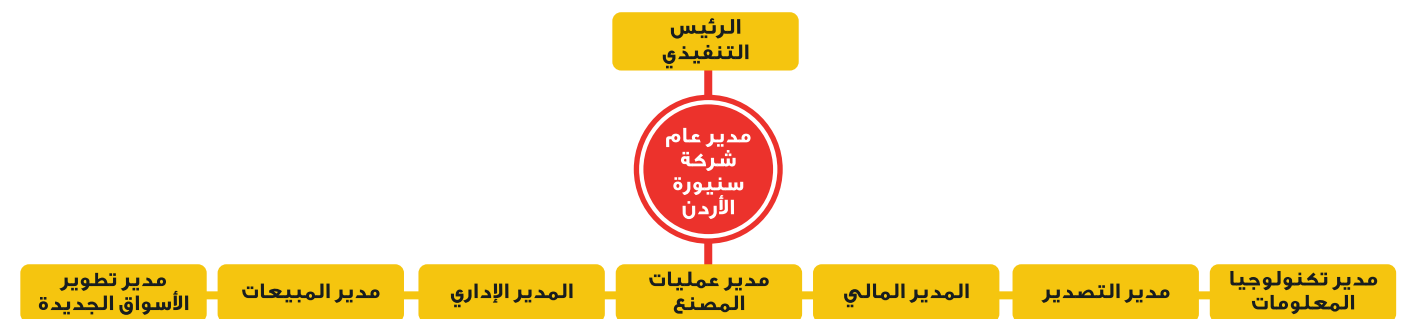 الرئيس
التنفيذي
مدير عام
شركة
سنيورة
الأردن
مدير تكنولوجيا
المعلومات
مدير التصدير
المدير المالي
مدير عمليات
المصنع
المدير الإداري
مدير المبيعات
مدير تطوير
الأسواق الجديدة